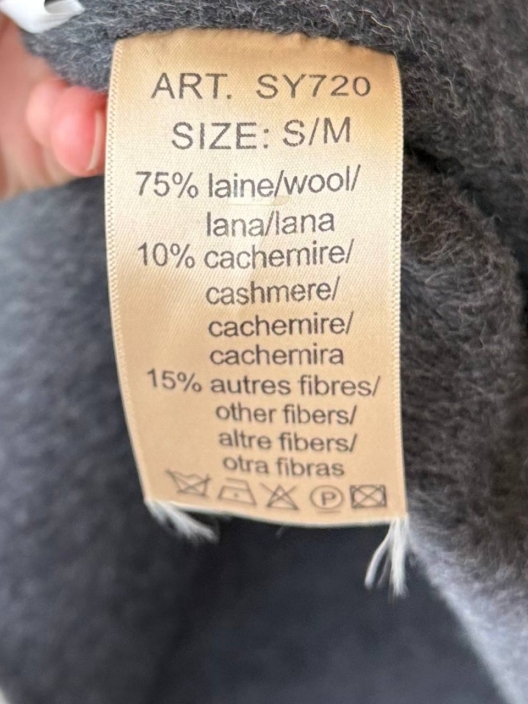 ART. SY720
SIZE: S/M
75% laine/wool/
lana/lana
10% cachemire/
cashmere/
cachemire/
cachemira
15% autres fibres/
other fibers/
altre fibers/
otra fibras
P